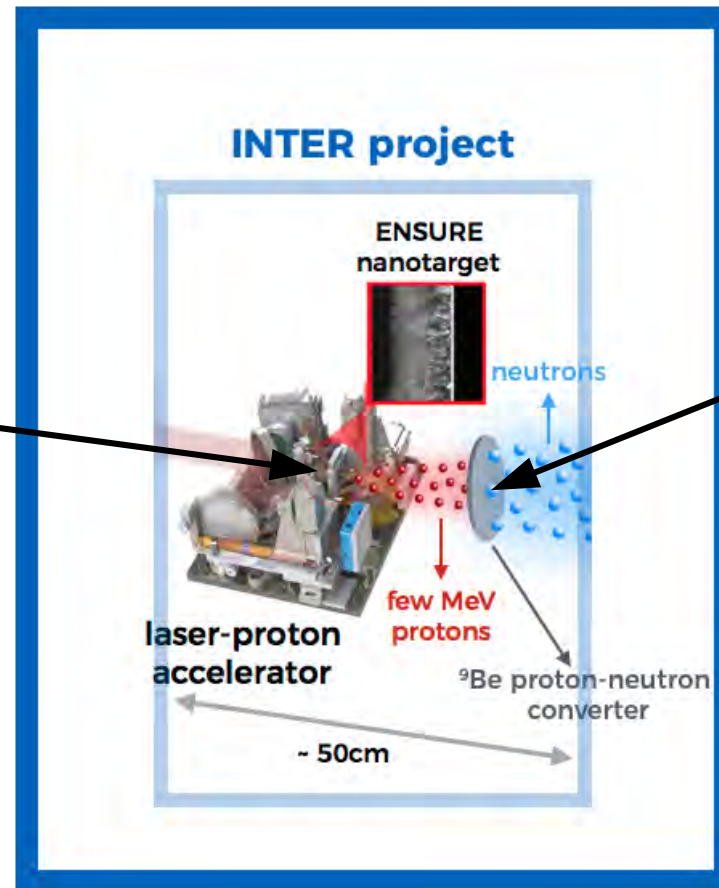 INTER project
ENSURE
nanotarget
neutrons
few MeV
protons
laser-proton
accelerator
⁹Be proton-neutron
converter
~ 50cm